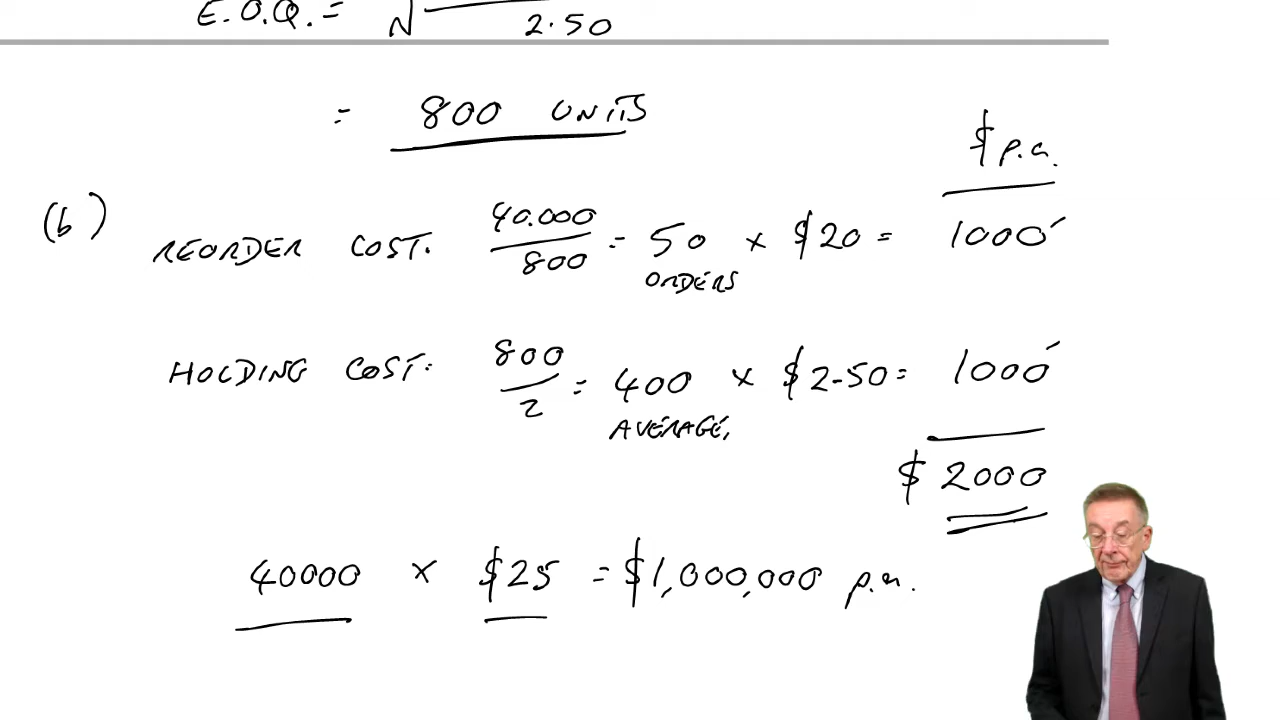 E.O.Q. = √ 2.50
= 800 UNITS
$ p.a.
(b)
REORDER COST. 40.000 / 800 = 50 ORDERS × $20 = 1000
HOLDING COST: 800 / 2 = 400 AVERAGE, × $2-50 = 1000
$ 2000
40000 × $25 = $1,000,000 p.a.